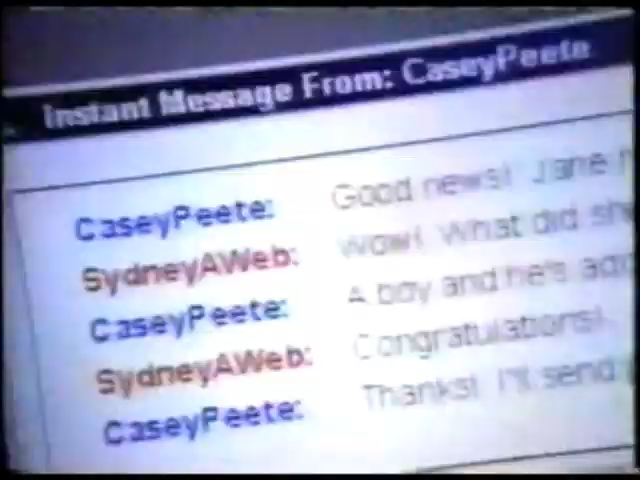 Instant Message From: CaseyPeete
CaseyPeete: Good news! Jane
SydneyAWeb: Wow! What did
CaseyPeete: A boy and he's
SydneyAWeb: Congratulations!
CaseyPeete: Thanks! I'll send